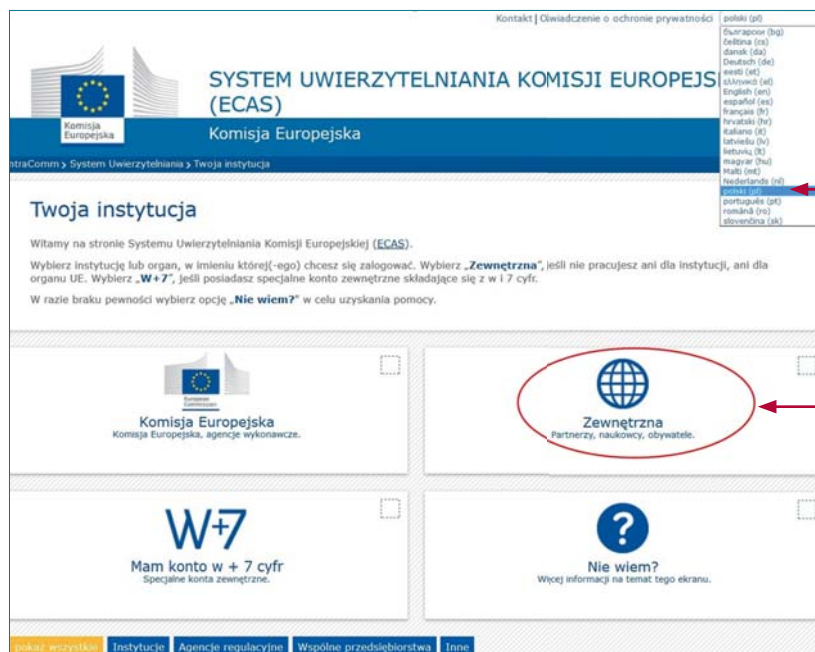 Kontakt | Oświadczenie o ochronie prywatności polski (pl)
български (bg)
čeština (cs)
dansk (da)
Deutsch (de)
eesti (et)
ελληνικά (el)
English (en)
español (es)
français (fr)
hrvatski (hr)
italiano (it)
latviešu (lv)
lietuvių (lt)
magyar (hu)
Malti (mt)
Nederlands (nl)
polski (pl)
português (pt)
română (ro)
slovenčina (sk)
SYSTEM UWIERZYTELNIANIA KOMISJI EUROPEJS
(ECAS)
Komisja
Europejska
Komisja Europejska
ntraComm > System Uwierzytelniania > Twoja instytucja
Twoja instytucja
Witamy na stronie Systemu Uwierzytelniania Komisji Europejskiej (ECAS).
Wybierz instytucję lub organ, w imieniu której(-ego) chcesz się zalogować. Wybierz „Zewnętrzna”, jeśli nie pracujesz ani dla instytucji, ani dla
organu UE. Wybierz „W+7”, jeśli posiadasz specjalne konto zewnętrzne składające się z w i 7 cyfr.
W razie braku pewności wybierz opcję „Nie wiem?” w celu uzyskania pomocy.
European
Commission
Komisja Europejska
Komisja Europejska, agencje wykonawcze.
Zewnętrzna
Partnerzy, naukowcy, obywatele.
W+7
Mam konto w + 7 cyfr
Specjalne konta zewnętrzne.
?
Nie wiem?
Więcej informacji na temat tego ekranu.
pokaż wszystkie Instytucje Agencje regulacyjne Wspólne przedsiębiorstwa Inne